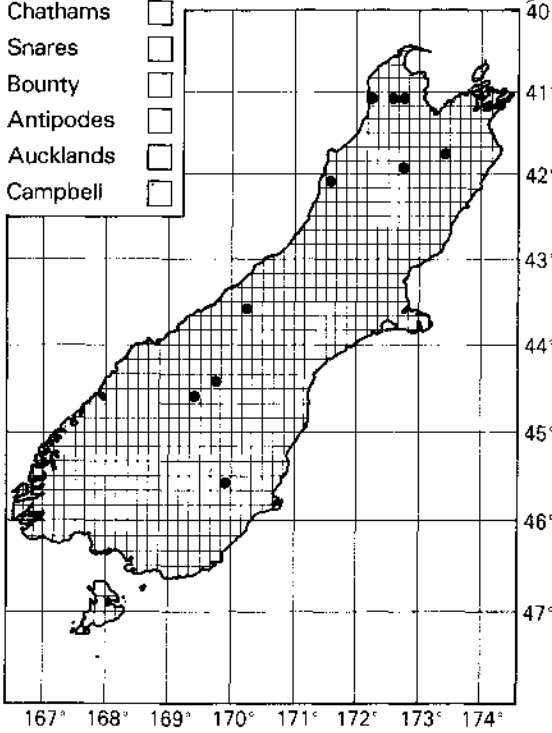 Chathams
Snares
Bounty
Antipodes
Aucklands
Campbell
40
41°
42°
43°
44°
45°
46°
47°
167° 168° 169° 170° 171° 172° 173° 174°